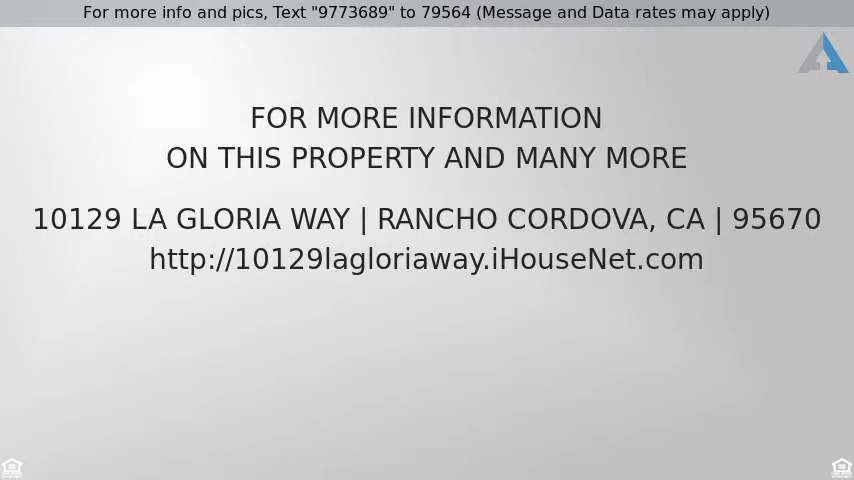 For more info and pics, Text "9773689" to 79564 (Message and Data rates may apply)
FOR MORE INFORMATION
ON THIS PROPERTY AND MANY MORE
10129 LA GLORIA WAY | RANCHO CORDOVA, CA | 95670
http://10129lagloriaway.iHouseNet.com